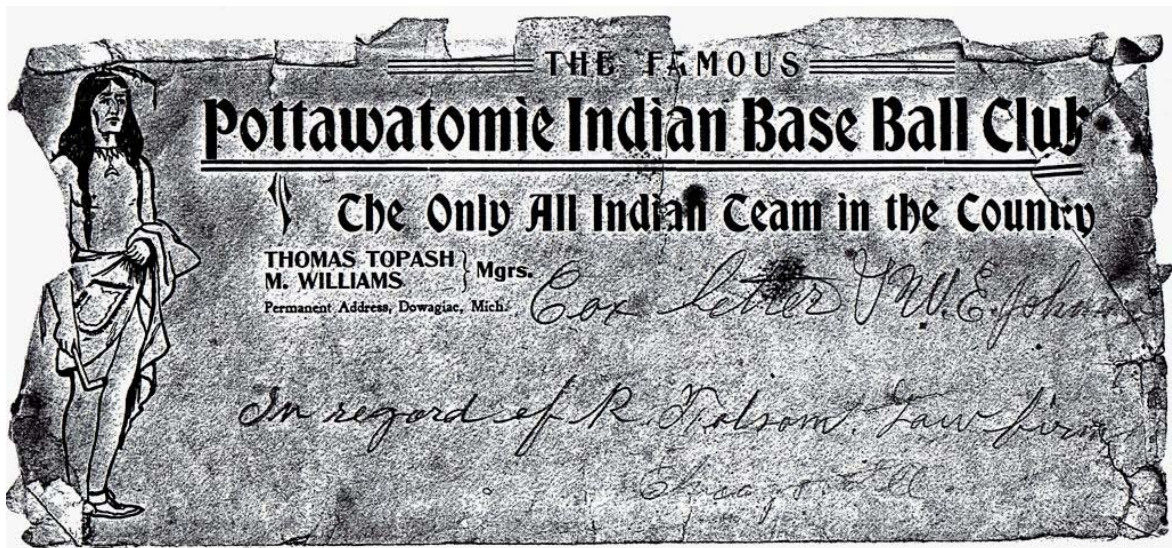 THE FAMOUS
Pottawatomie Indian Base Ball Club
The Only All Indian Team in the Country
THOMAS TOPASH
M. WILLIAMS } Mgrs.
Permanent Address, Dowagiac, Mich.
Cox letter W. E.
In regard of R. Folsom. Law firm